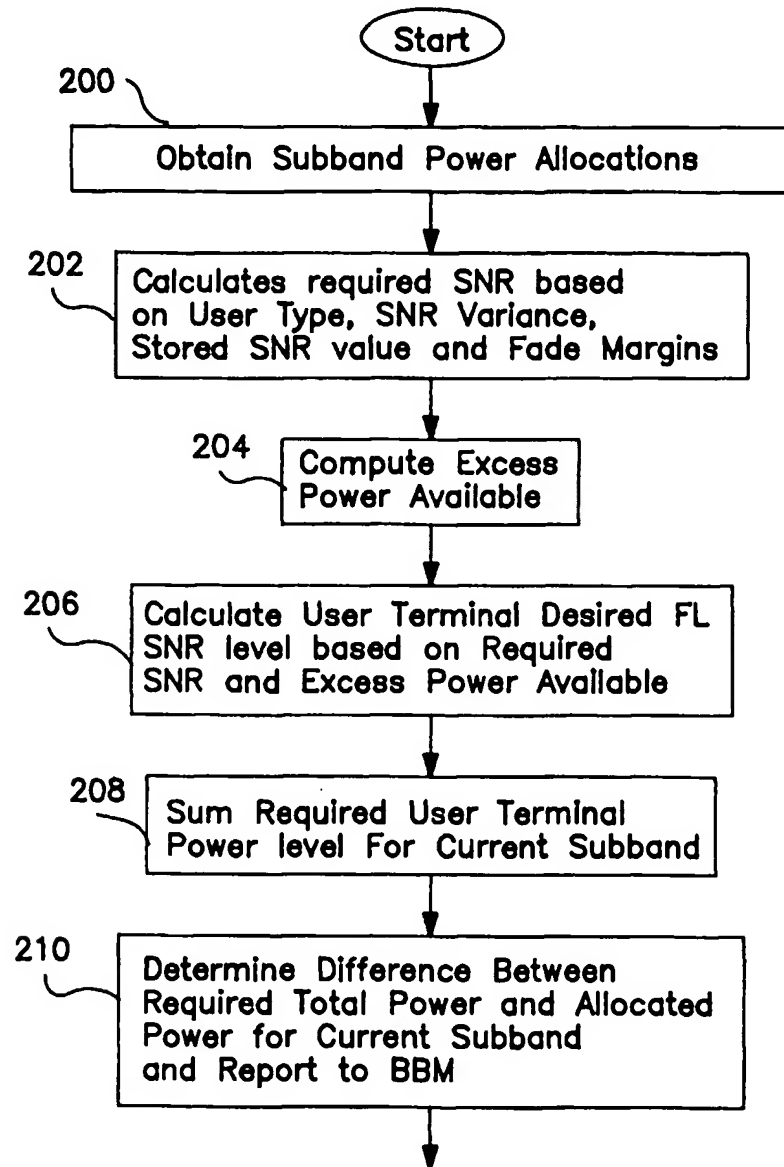 Start
200
Obtain Subband Power Allocations
202
Calculates required SNR based
on User Type, SNR Variance,
Stored SNR value and Fade Margins
204
Compute Excess
Power Available
206
Calculate User Terminal Desired FL
SNR level based on Required
SNR and Excess Power Available
208
Sum Required User Terminal
Power level For Current Subband
210
Determine Difference Between
Required Total Power and Allocated
Power for Current Subband
and Report to BBM